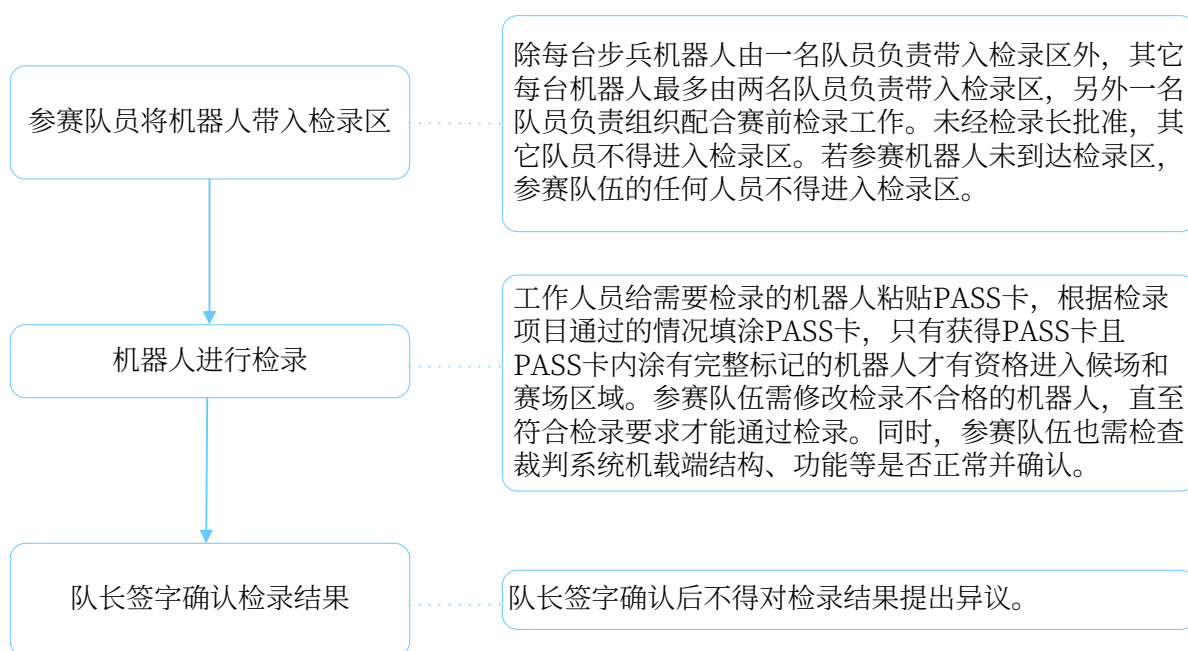 参赛队员将机器人带入检录区
除每台步兵机器人由一名队员负责带入检录区外，其它
每台机器人最多由两名队员负责带入检录区，另外一名
队员负责组织配合赛前检录工作。未经检录长批准，其
它队员不得进入检录区。若参赛机器人未到达检录区，
参赛队伍的任何人员不得进入检录区。
机器人进行检录
工作人员给需要检录的机器人粘贴PASS卡，根据检录
项目通过的情况填涂PASS卡，只有获得PASS卡且
PASS卡内涂有完整标记的机器人才有资格进入候场和
赛场区域。参赛队伍需修改检录不合格的机器人，直至
符合检录要求才能通过检录。同时，参赛队伍也需检查
裁判系统机载端结构、功能等是否正常并确认。
队长签字确认检录结果
队长签字确认后不得对检录结果提出异议。